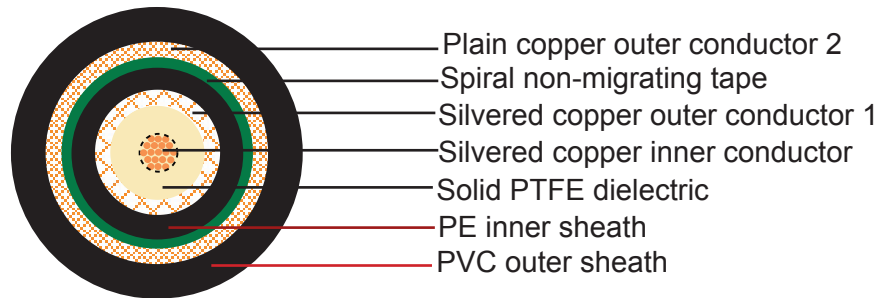 Plain copper outer conductor 2
Spiral non-migrating tape
Silvered copper outer conductor 1
Silvered copper inner conductor
Solid PTFE dielectric
PE inner sheath
PVC outer sheath